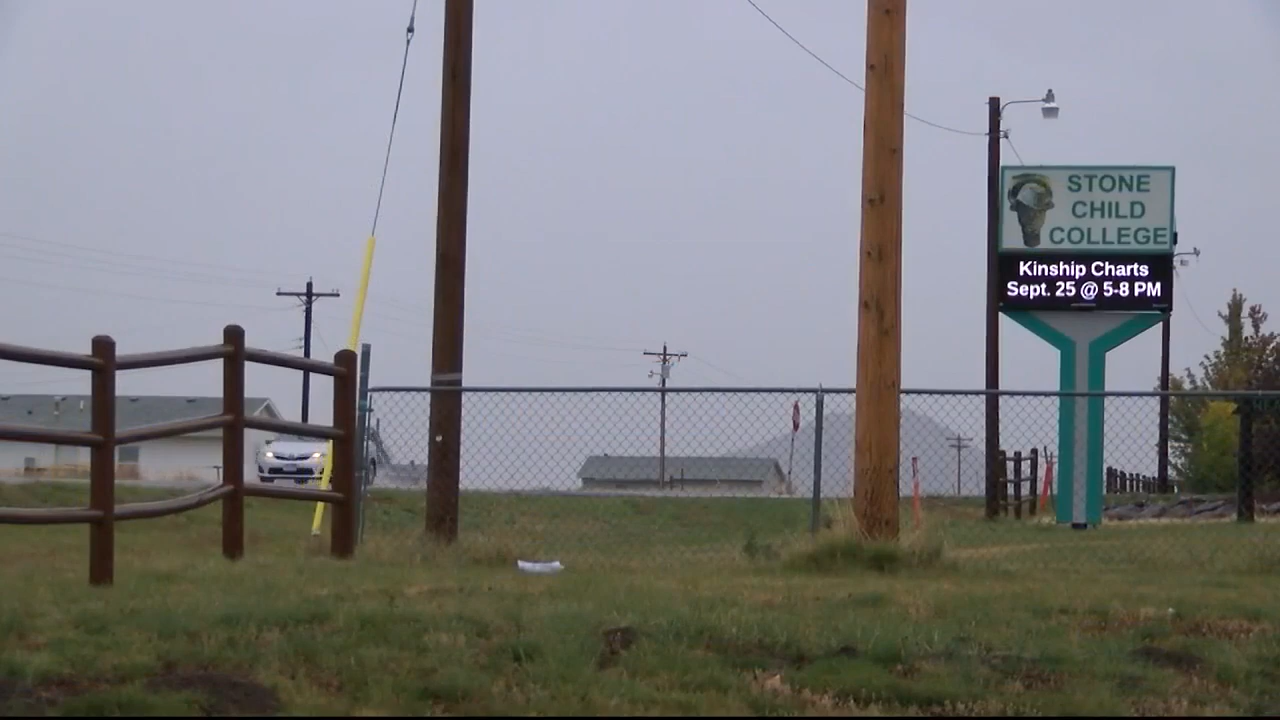 STONE
CHILD
COLLEGE
Kinship Charts
Sept. 25 @ 5-8 PM